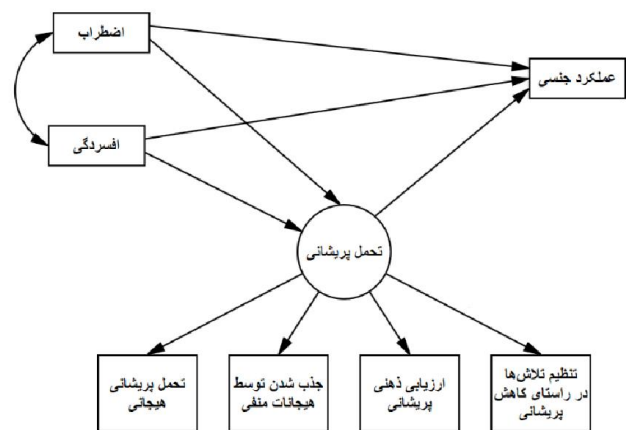 اضطراب
عملکرد جنسی
افسردگی
تحمل پریشانی
تنظیم تلاش‌ها
در راستای کاهش
پریشانی
ارزیابی ذهنی
پریشانی
جذب شدن توسط
هیجانات منفی
تحمل پریشانی
هیجانی